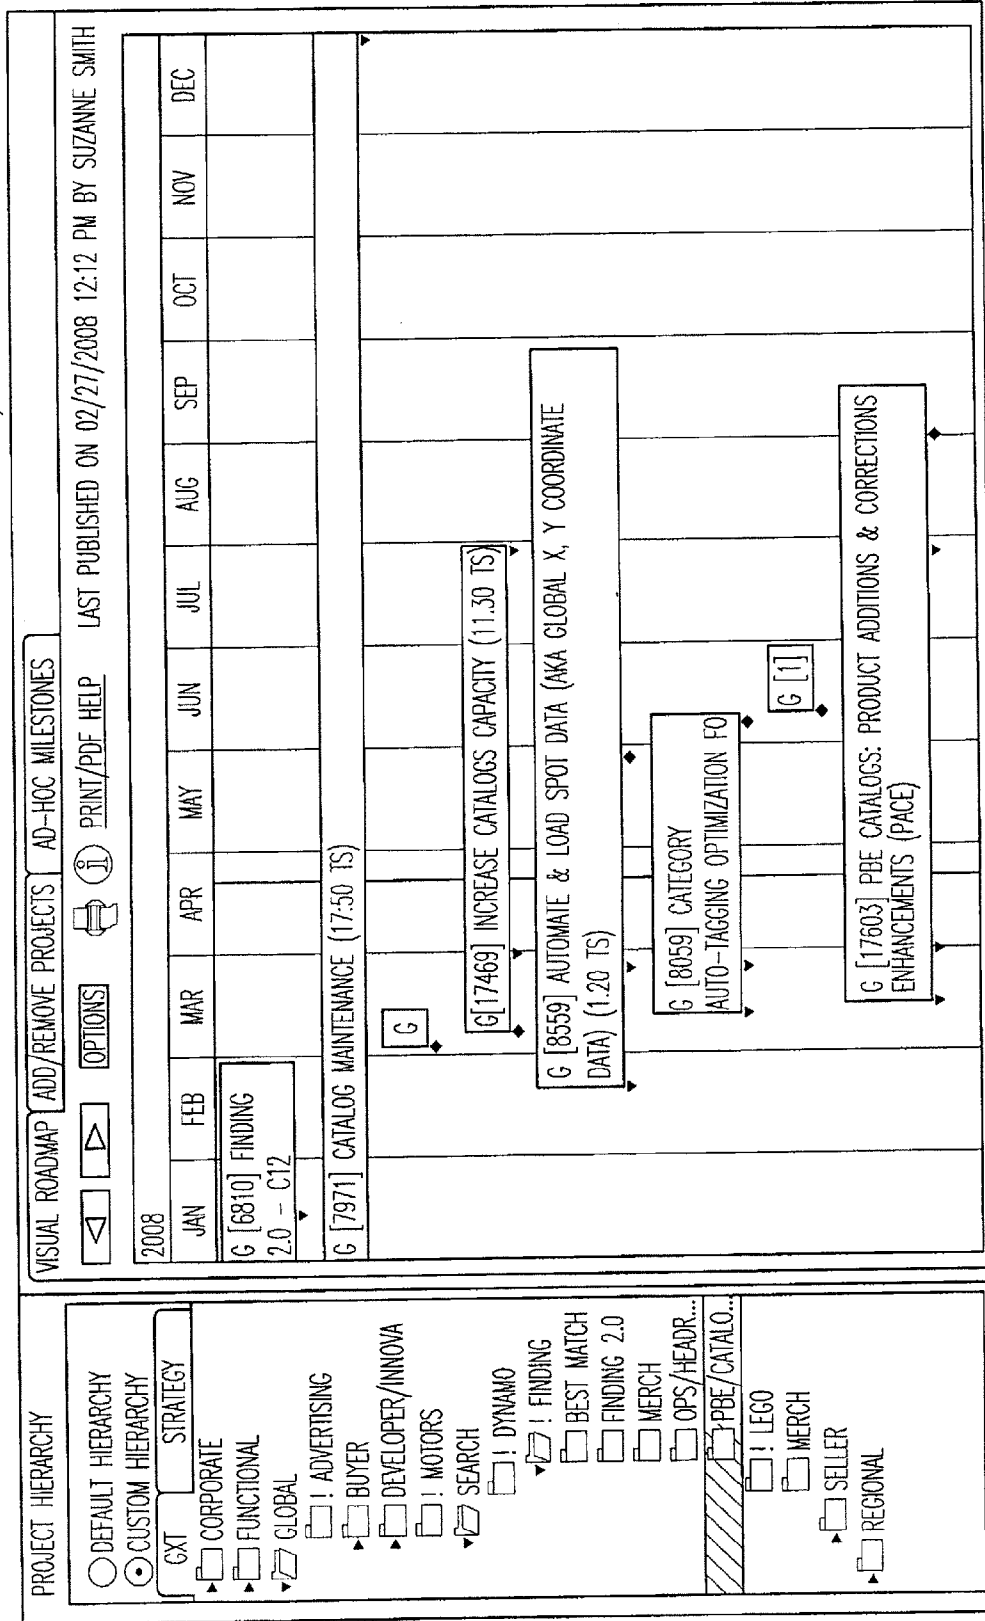 PROJECT HIERARCHY
DEFAULT HIERARCHY
CUSTOM HIERARCHY
GXT
STRATEGY
CORPORATE
FUNCTIONAL
GLOBAL
! ADVERTISING
BUYER
DEVELOPER/INNOVA
! MOTORS
SEARCH
! DYNAMO
! FINDING
BEST MATCH
FINDING 2.0
MERCH
OPS/HEADR...
PBE/CATALO...
! LEGO
MERCH
SELLER
REGIONAL
VISUAL ROADMAP
ADD/REMOVE PROJECTS
AD-HOC MILESTONES
OPTIONS
i
PRINT/PDF HELP
LAST PUBLISHED ON 02/27/2008 12:12 PM BY SUZANNE SMITH
2008
JAN FEB MAR APR MAY JUN JUL AUG SEP OCT NOV DEC
G [6810] FINDING
2.0 - C12
G [7971] CATALOG MAINTENANCE (17:50 TS)
G
G[17469] INCREASE CATALOGS CAPACITY (11.30 TS)
G [8559] AUTOMATE & LOAD SPOT DATA (AKA GLOBAL X, Y COORDINATE
DATA) (1.20 TS)
G [8059] CATEGORY
AUTO-TAGGING OPTIMIZATION FO
G [1]
G [17603] PBE CATALOGS: PRODUCT ADDITIONS & CORRECTIONS
ENHANCEMENTS (PACE)